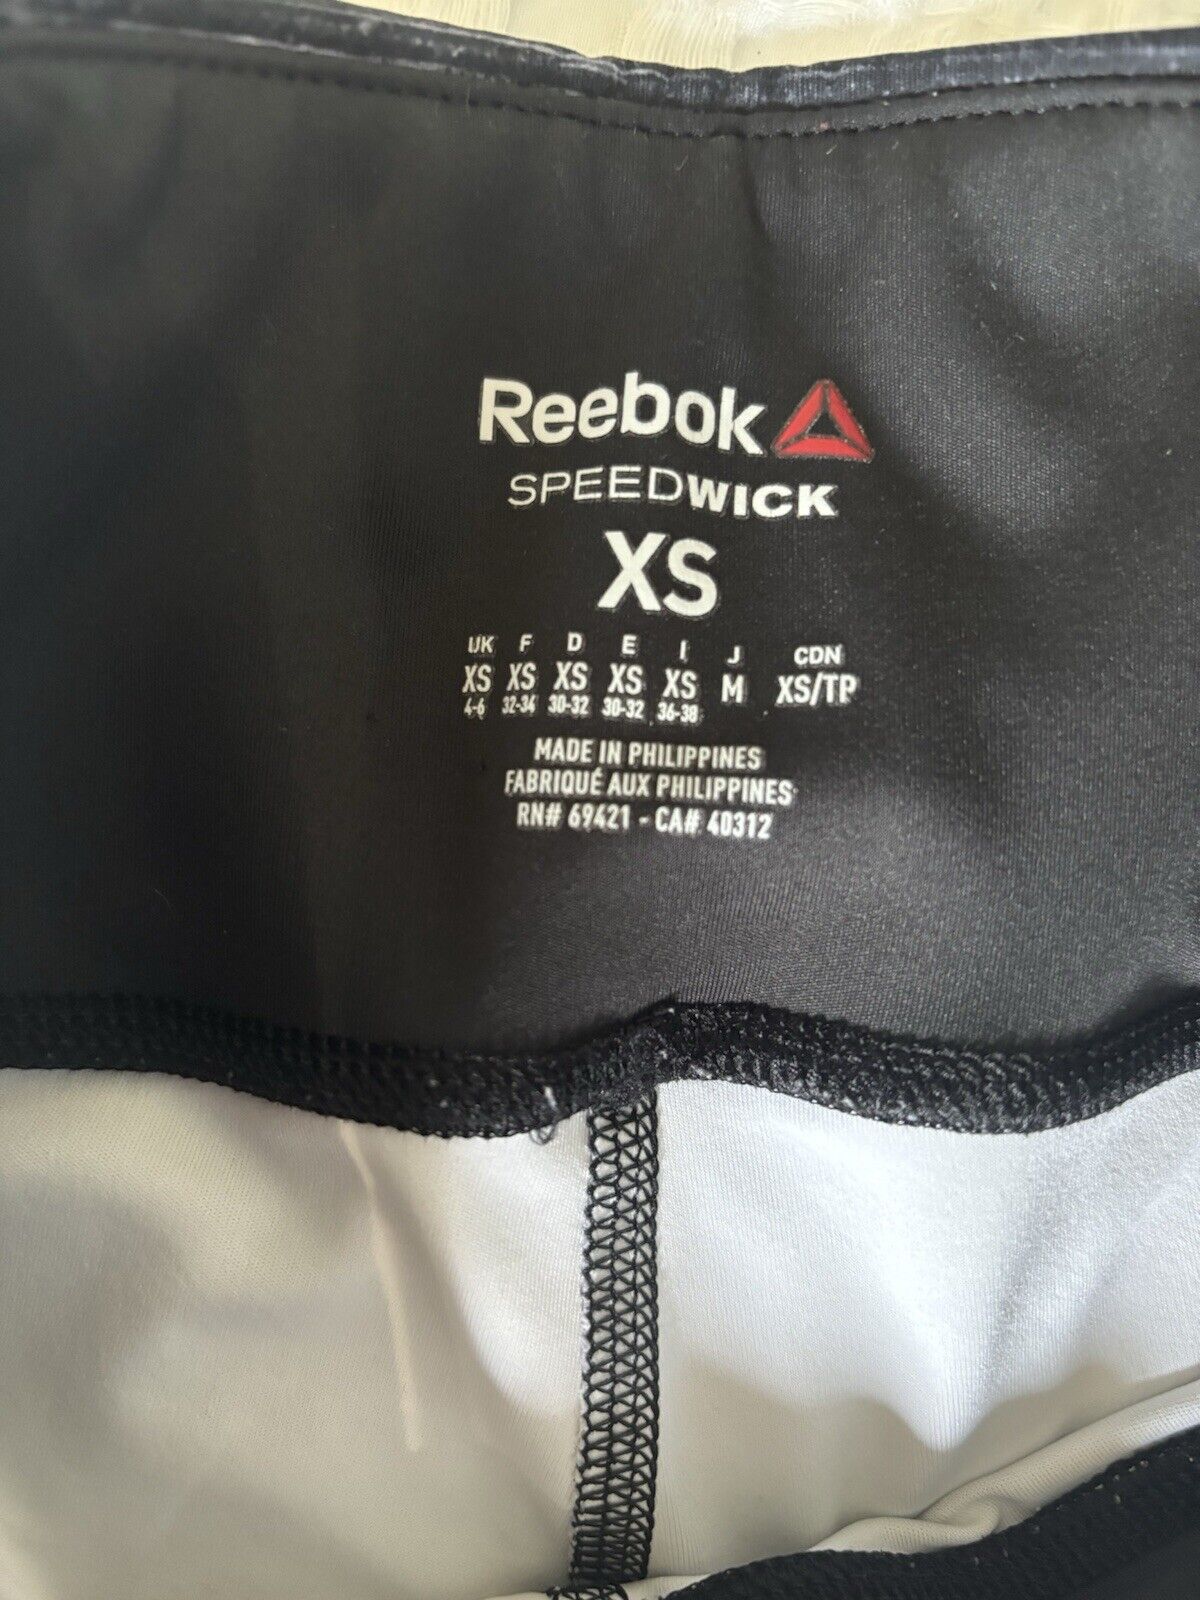 Reebok
SPEEDWICK
XS
UK F D E I J CDN
XS XS XS XS XS M XS/TP
4-6 32-34 30-32 30-32 36-38
MADE IN PHILIPPINES
FABRIQUÉ AUX PHILIPPINES
RN# 69421 - CA# 40312